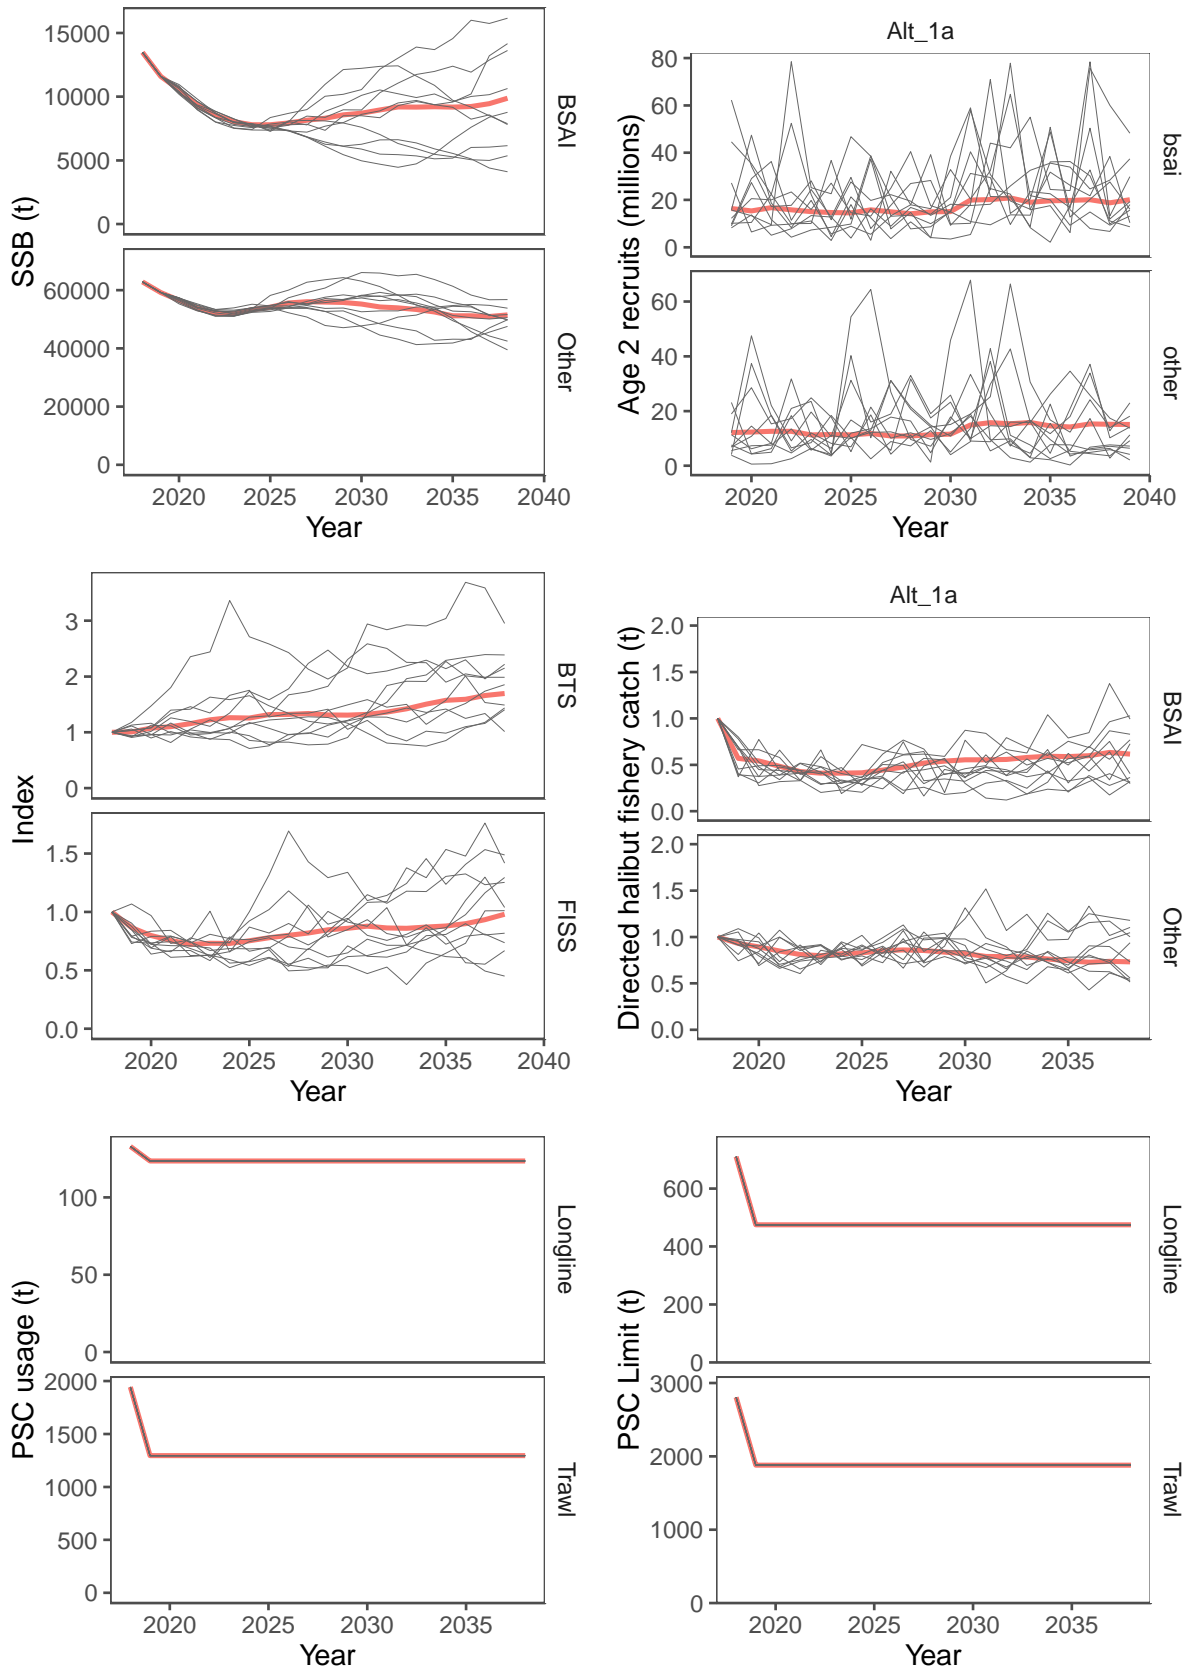 SSB (t)
15000
10000
5000
0
BSAI
60000
40000
20000
0
Other
2020 2025 2030 2035 2040
Year
Alt_1a
Age 2 recruits (millions)
80
60
40
20
0
bsai
60
40
20
0
other
2020 2025 2030 2035 2040
Year
Index
3
2
1
0
BTS
1.5
1.0
0.5
0.0
FISS
2020 2025 2030 2035 2040
Year
Alt_1a
Directed halibut fishery catch (t)
2.0
1.5
1.0
0.5
0.0
BSAI
2.0
1.5
1.0
0.5
0.0
Other
2020 2025 2030 2035
Year
PSC usage (t)
100
50
0
Longline
2000
1500
1000
500
0
Trawl
2020 2025 2030 2035
Year
PSC Limit (t)
600
400
200
0
Longline
3000
2000
1000
0
Trawl
2020 2025 2030 2035
Year